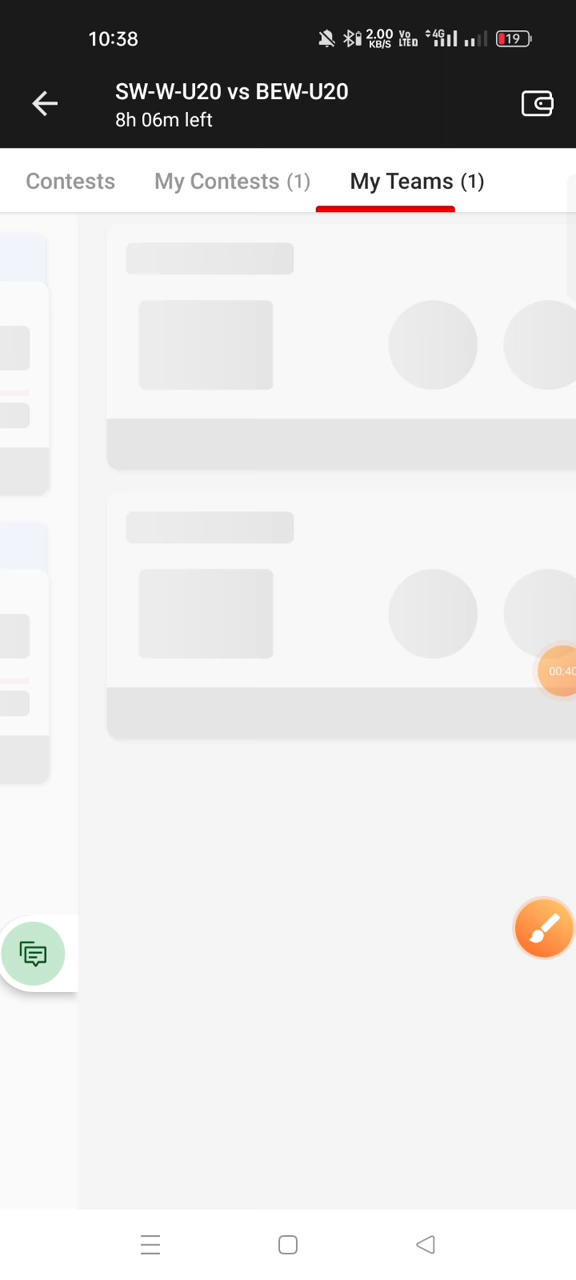 10:38
2.00 KB/S Vo LTED 4G 19
SW-W-U20 vs BEW-U20
8h 06m left
Contests
My Contests (1)
My Teams (1)